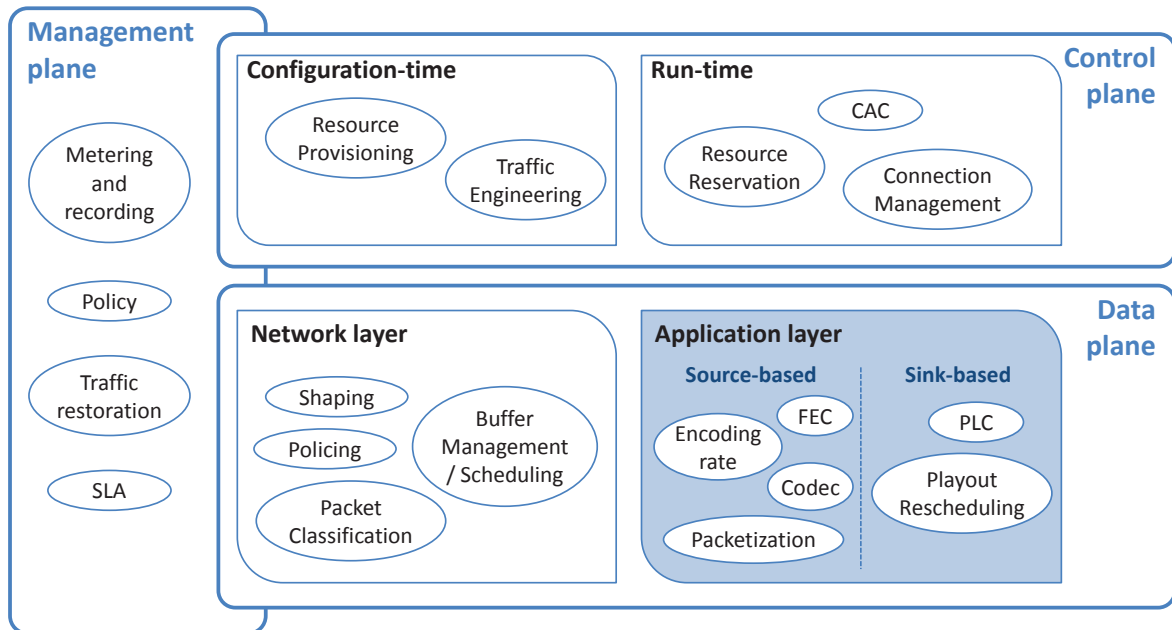 Management
plane
Metering
and
recording
Policy
Traffic
restoration
SLA
Control
plane
Configuration-time
Resource
Provisioning
Traffic
Engineering
Run-time
CAC
Resource
Reservation
Connection
Management
Data
plane
Network layer
Shaping
Policing
Buffer
Management
/ Scheduling
Packet
Classification
Application layer
Source-based
FEC
Encoding
rate
Codec
Packetization
Sink-based
PLC
Playout
Rescheduling